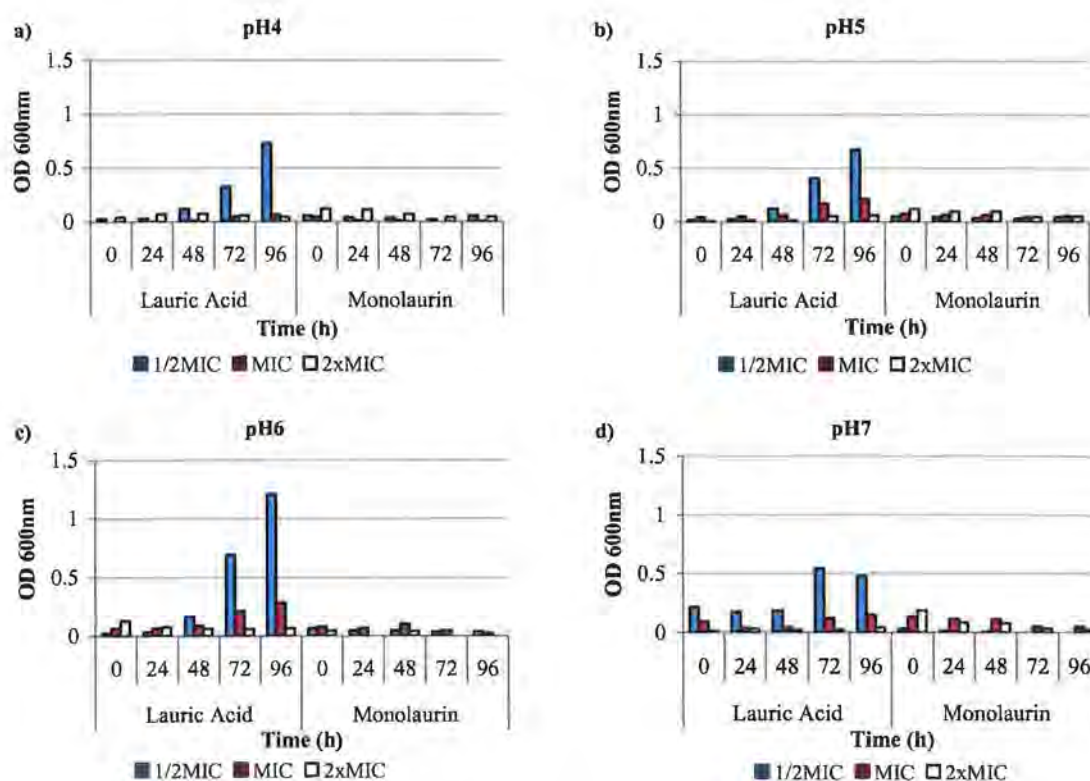 a) pH4
1.5
1
0.5
0
OD 600nm
0 24 48 72 96 0 24 48 72 96
Lauric Acid Monolaurin
Time (h)
1/2MIC MIC 2xMIC
b) pH5
1.5
1
0.5
0
OD 600nm
0 24 48 72 96 0 24 48 72 96
Lauric Acid Monolaurin
Time (h)
1/2MIC MIC 2xMIC
c) pH6
1.5
1
0.5
0
OD 600nm
0 24 48 72 96 0 24 48 72 96
Lauric Acid Monolaurin
Time (h)
1/2MIC MIC 2xMIC
d) pH7
1.5
1
0.5
0
OD 600nm
0 24 48 72 96 0 24 48 72 96
Lauric Acid Monolaurin
Time (h)
1/2MIC MIC 2xMIC